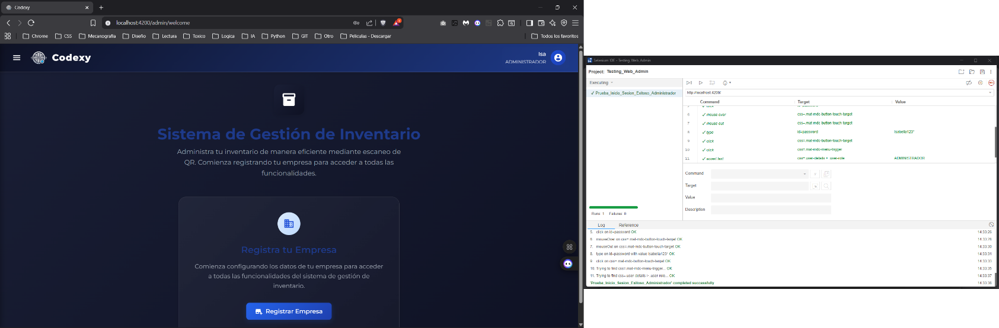 Codexy
localhost:4200/admin/welcome
Chrome
CSS
Mecanografia
Diseño
Lectura
Toxico
Logica
IA
Python
GIT
Otro
Peliculas - Descargar
Todos los favoritos
Codexy
Isa
ADMINISTRADOR
Sistema de Gestión de Inventario
Administra tu inventario de manera eficiente mediante escaneo de
QR. Comienza registrando tu empresa para acceder a todas las
funcionalidades.
Registra tu Empresa
Comienza configurando los datos de tu empresa para acceder
a todas las funcionalidades del sistema de gestión de
inventario.
Registrar Empresa
Selenium IDE - Testing_Web_Admin
Project: Testing_Web_Admin
Executing
Prueba_Inicio_Sesion_Exitoso_Administrador
REC
http://localhost:4200/
Command Target Value
6 mouse over css=.mat-mdc-button-touch-target
7 mouse out css=.mat-mdc-button-touch-target
8 type id=password Isabella123*
9 click css=.mat-mdc-button-touch-target
10 click css=.mat-mdc-menu-trigger
11 assert text css=.user-details > .user-role ADMINISTRADOR
Command
Target
Value
Description
Runs: 1 Failures: 0
Log Reference
5. click on id=password OK 14:33:26
6. mouseOver on css=.mat-mdc-button-touch-target OK 14:33:28
7. mouseOut on css=.mat-mdc-button-touch-target OK 14:33:30
8. type on id=password with value Isabella123* OK 14:33:31
9. click on css=.mat-mdc-button-touch-target OK 14:33:33
10. Trying to find css=.mat-mdc-menu-trigger... OK 14:33:35
11. Trying to find css=.user-details > .user-role... OK 14:33:37
'Prueba_Inicio_Sesion_Exitoso_Administrador' completed successfully 14:33:38